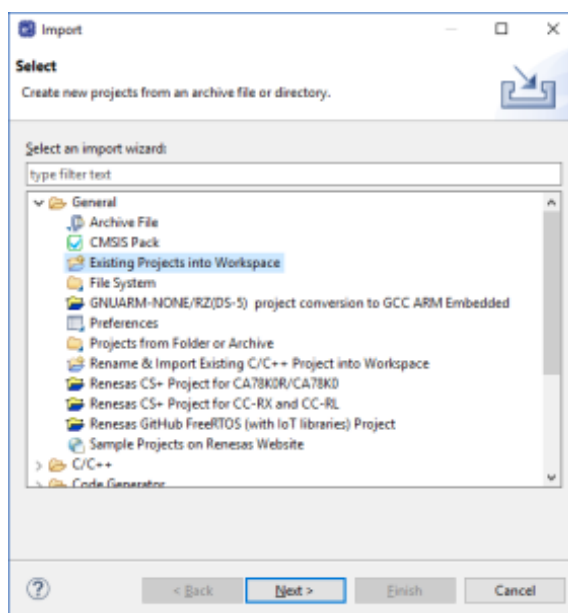 Import
Select
Create new projects from an archive file or directory.
Select an import wizard:
type filter text
General
Archive File
CMSIS Pack
Existing Projects into Workspace
File System
GNUARM-NONE/RZ(DS-5) project conversion to GCC ARM Embedded
Preferences
Projects from Folder or Archive
Rename & Import Existing C/C++ Project into Workspace
Renesas CS+ Project for CA78K0R/CA78K0
Renesas CS+ Project for CC-RX and CC-RL
Renesas GitHub FreeRTOS (with IoT libraries) Project
Sample Projects on Renesas Website
C/C++
Code Generator
? < Back Next > Finish Cancel